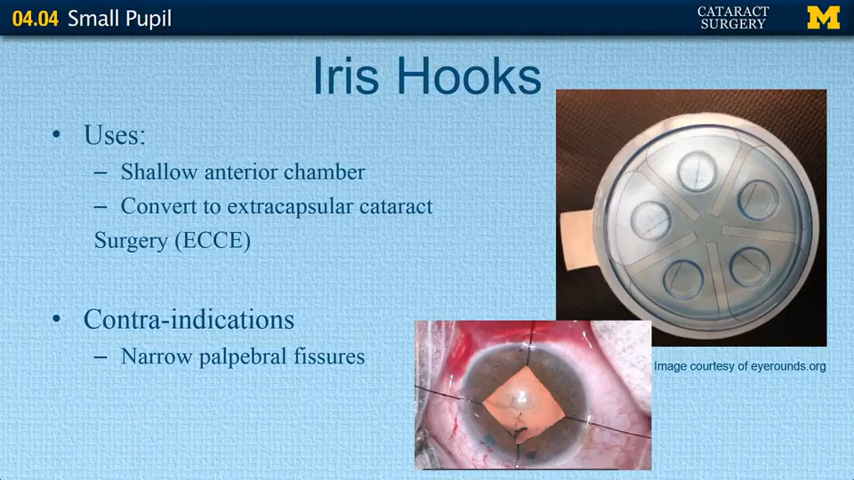 04.04 Small Pupil
CATARACT
SURGERY
M
Iris Hooks
• Uses:
– Shallow anterior chamber
– Convert to extracapsular cataract
Surgery (ECCE)
• Contra-indications
– Narrow palpebral fissures
Image courtesy of eyerounds.org